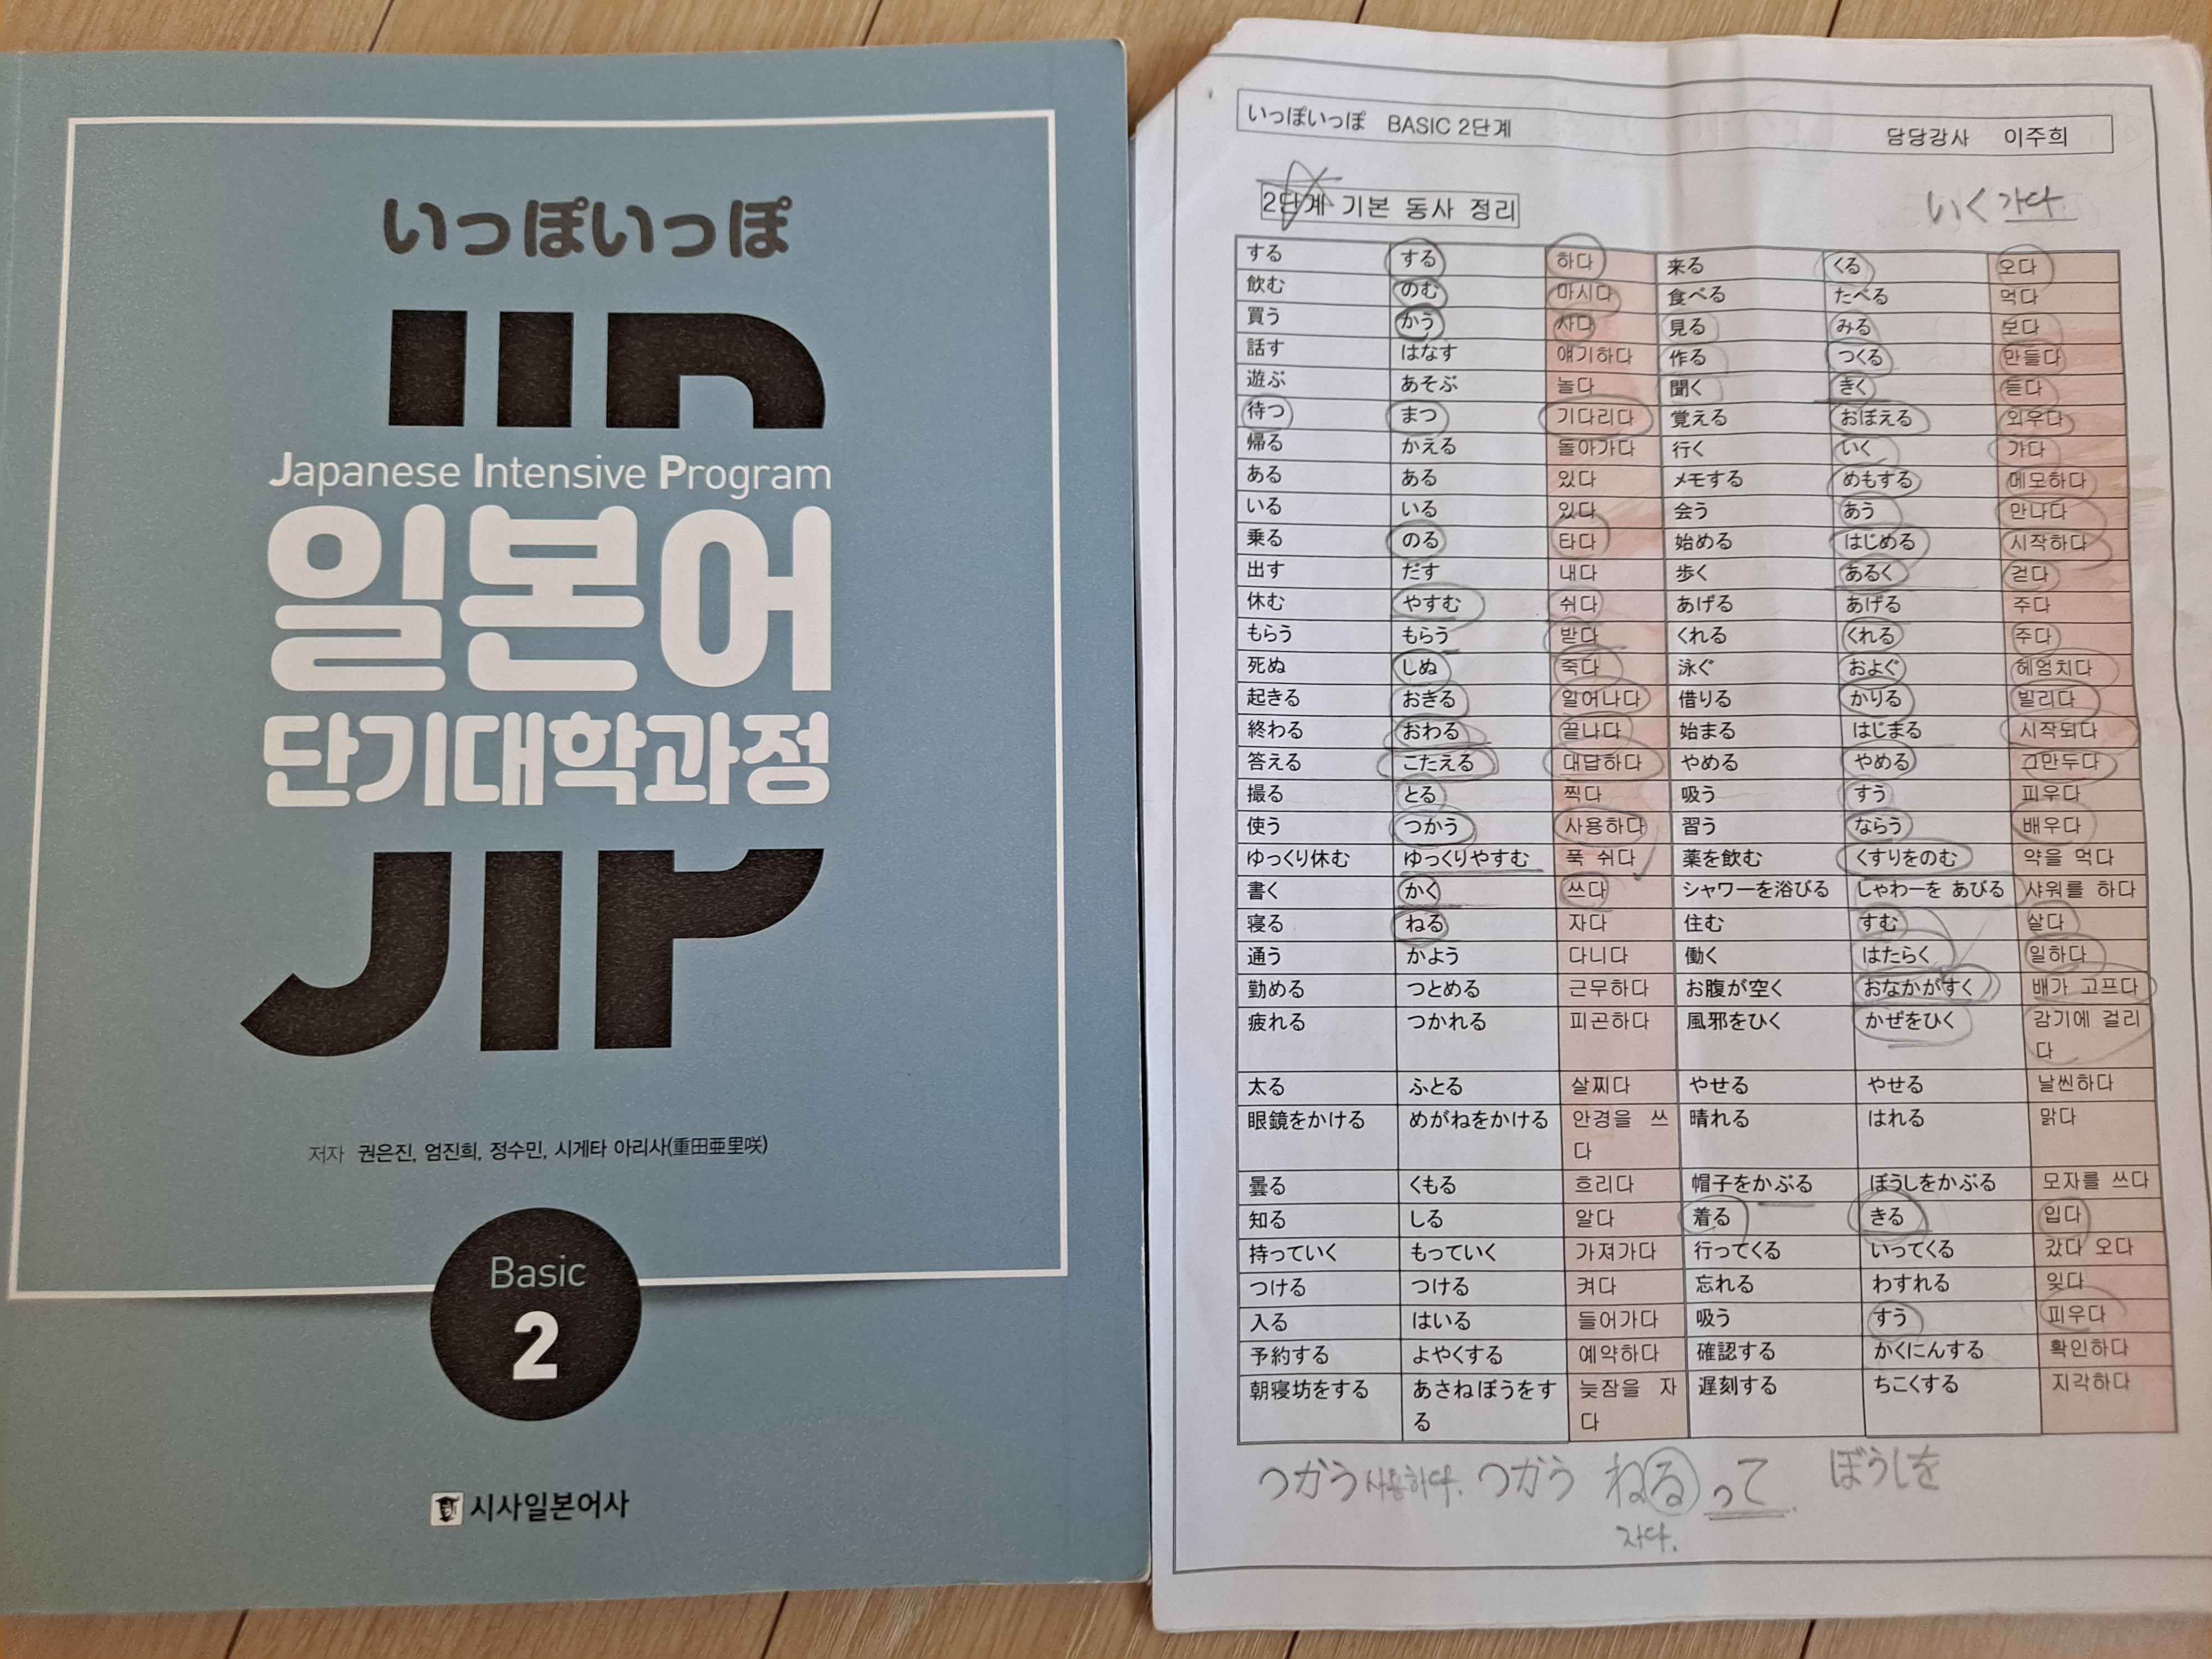 いっぽいっぽ
Japanese Intensive Program
일본어
단기대학과정
JIP
저자 권은진, 엄진희, 정수민, 시게타 아리사(重田亜里咲)
Basic
2
시사일본어사
いっぽいっぽ BASIC 2단계 담당강사 이주희
2단계 기본 동사 정리 いく 가다.
する する 하다 来る くる 오다
飲む のむ 마시다 食べる たべる 먹다
買う かう 사다 見る みる 보다
話す はなす 얘기하다 作る つくる 만들다
遊ぶ あそぶ 놀다 聞く きく 듣다
待つ まつ 기다리다 覚える おぼえる 외우다
帰る かえる 돌아가다 行く いく 가다
ある ある 있다 メモする めもする 메모하다
いる いる 있다 会う あう 만나다
乗る のる 타다 始める はじめる 시작하다
出す だす 내다 歩く あるく 걷다
休む やすむ 쉬다 あげる あげる 주다
もらう もらう 받다 くれる くれる 주다
死ぬ しぬ 죽다 泳ぐ およぐ 헤엄치다
起きる おきる 일어나다 借りる かりる 빌리다
終わる おわる 끝나다 始まる はじまる 시작되다
答える こたえる 대답하다 やめる やめる 그만두다
撮る とる 찍다 吸う すう 피우다
使う つかう 사용하다 習う ならう 배우다
ゆっくり休む ゆっくりやすむ 푹 쉬다 薬を飲む くすりをのむ 약을 먹다
書く かく 쓰다 シャワーを浴びる しゃわーを あびる 샤워를 하다
寝る ねる 자다 住む すむ 살다
通う かよう 다니다 働く はたらく 일하다
勤める つとめる 근무하다 お腹が空く おなかがすく 배가 고프다
疲れる つかれる 피곤하다 風邪をひく かぜをひく 감기에 걸리
다
太る ふとる 살찌다 やせる やせる 날씬하다
眼鏡をかける めがねをかける 안경을 쓰 晴れる はれる 맑다
다
曇る くもる 흐리다 帽子をかぶる ぼうしをかぶる 모자를 쓰다
知る しる 알다 着る きる 입다
持っていく もっていく 가져가다 行ってくる いってくる 갔다 오다
つける つける 켜다 忘れる わすれる 잊다
入る はいる 들어가다 吸う すう 피우다
予約する よやくする 예약하다 確認する かくにんする 확인하다
朝寝坊をする あさねぼうをす 늦잠을 자 遅刻する ちこくする 지각하다
る 다
つかう 사용하다. つかう ねる って. ぼうしを
자다.